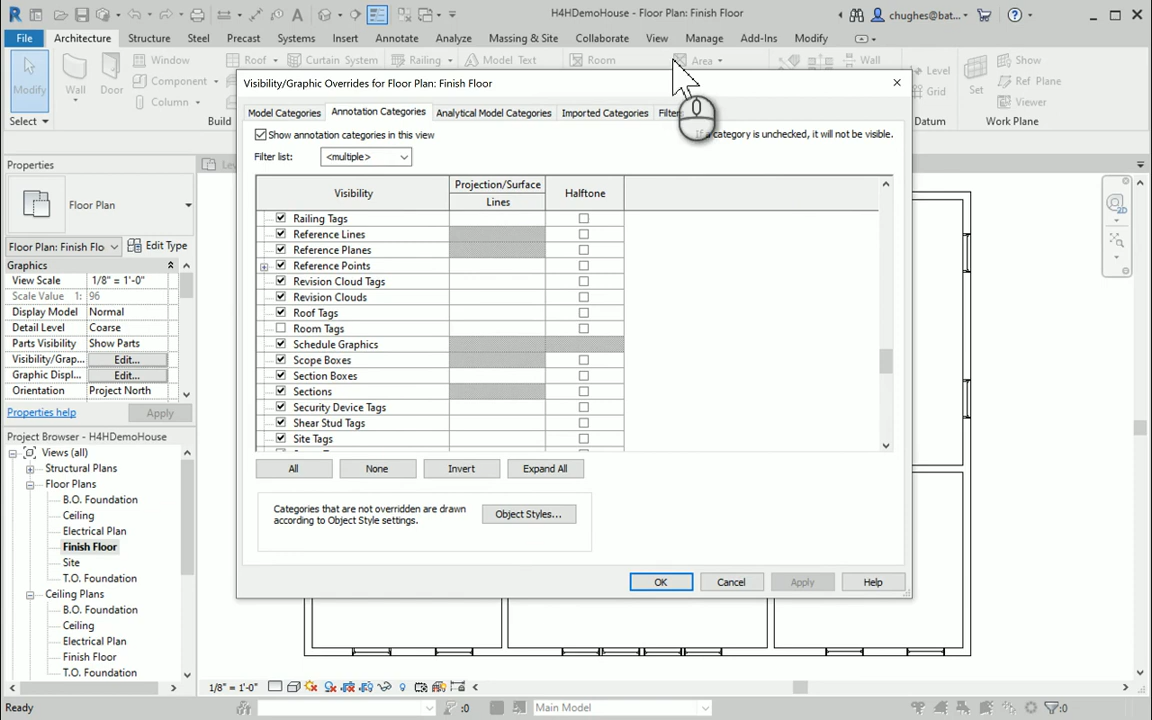 H4HDemoHouse - Floor Plan: Finish Floor
chughes@bat...
File Architecture Structure Steel Precast Systems Insert Annotate Analyze Massing & Site Collaborate View Manage Add-Ins Modify
Modify
Wall
Door
Window
Component
Column
Roof
Curtain System
Railing
Model Text
Room
Area
Wall
Level
Grid
Set
Show
Ref Plane
Viewer
Select
Build
Datum
Work Plane
Visibility/Graphic Overrides for Floor Plan: Finish Floor
Model Categories Annotation Categories Analytical Model Categories Imported Categories Filters
Show annotation categories in this view
a category is unchecked, it will not be visible.
Filter list: <multiple>
Visibility
Projection/Surface
Lines
Halftone
Railing Tags
Reference Lines
Reference Planes
Reference Points
Revision Cloud Tags
Revision Clouds
Roof Tags
Room Tags
Schedule Graphics
Scope Boxes
Section Boxes
Sections
Security Device Tags
Shear Stud Tags
Site Tags
All None Invert Expand All
Categories that are not overridden are drawn
according to Object Style settings.
Object Styles...
OK Cancel Apply Help
Properties
Floor Plan
Floor Plan: Finish Flo Edit Type
Graphics
View Scale 1/8" = 1'-0"
Scale Value 1: 96
Display Model Normal
Detail Level Coarse
Parts Visibility Show Parts
Visibility/Grap... Edit...
Graphic Displ... Edit...
Orientation Project North
Properties help Apply
Project Browser - H4HDemoHouse
Views (all)
Structural Plans
Floor Plans
B.O. Foundation
Ceiling
Electrical Plan
Finish Floor
Site
T.O. Foundation
Ceiling Plans
B.O. Foundation
Ceiling
Electrical Plan
Finish Floor
T.O. Foundation
1/8" = 1'-0"
Ready
:0
Main Model
:0